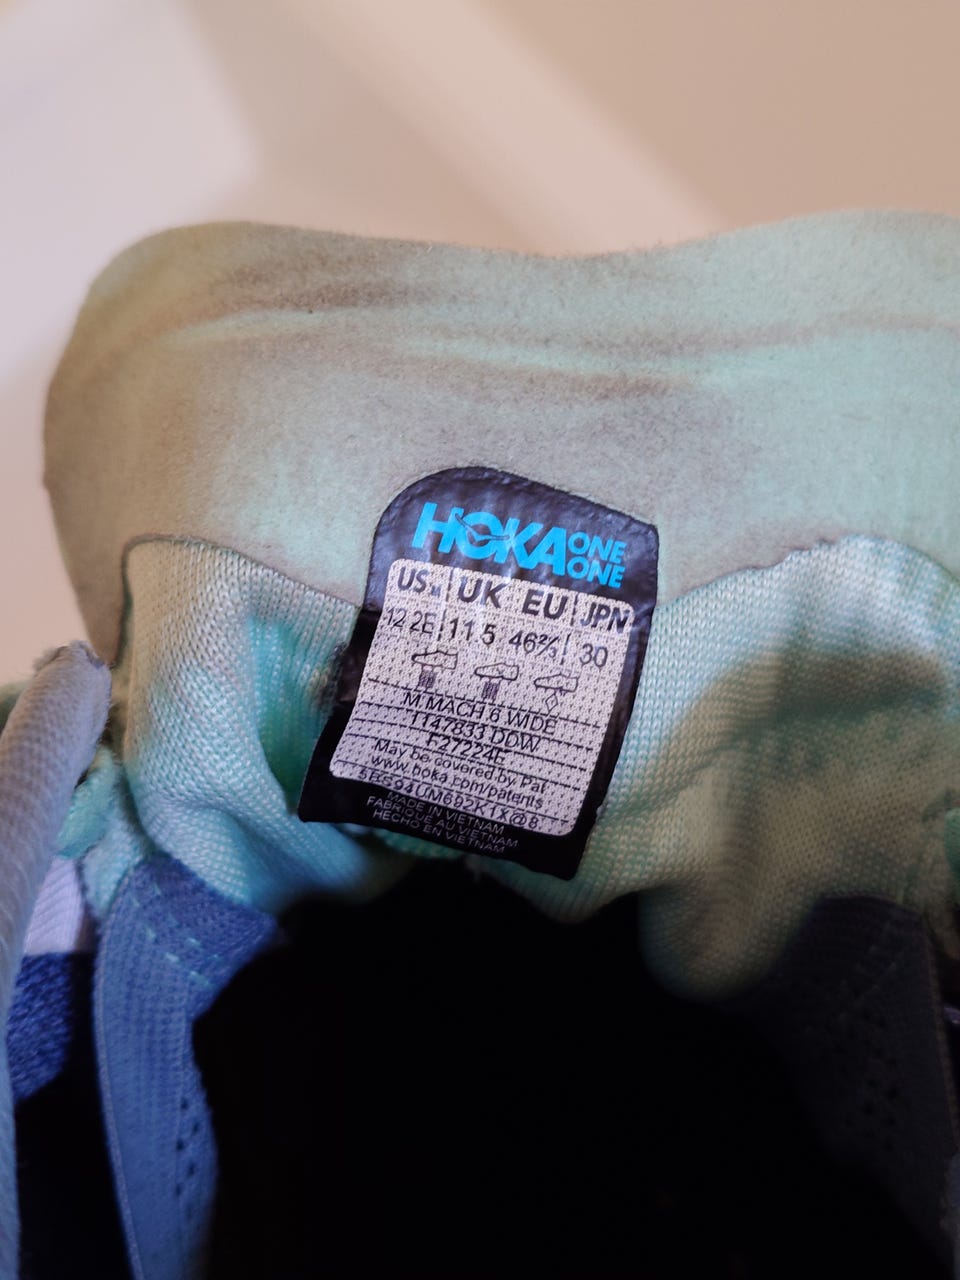 HOKA ONE ONE
US M UK EU JPN
12 2E 11.5 46⅔ 30
M MACH 6 WIDE
1147833 DDW
F27224E
May be covered by pat
www.hoka.com/patents
MADE IN VIETNAM
FABRIQUÉ AU VIETNAM
HECHO EN VIETNAM